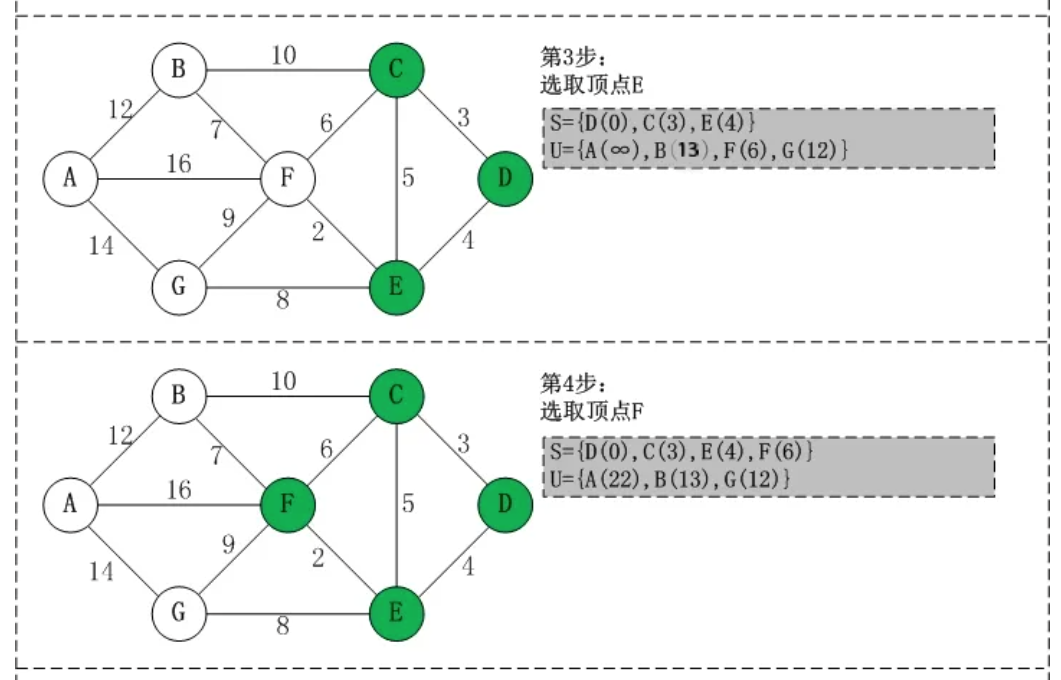 B
10
C
12
7
6
3
A
16
F
5
D
14
9
2
4
G
8
E
第3步:
选取顶点E
S={D(0),C(3),E(4)}
U={A(∞),B(13),F(6),G(12)}
B
10
C
12
7
6
3
A
16
F
5
D
14
9
2
4
G
8
E
第4步:
选取顶点F
S={D(0),C(3),E(4),F(6)}
U={A(22),B(13),G(12)}